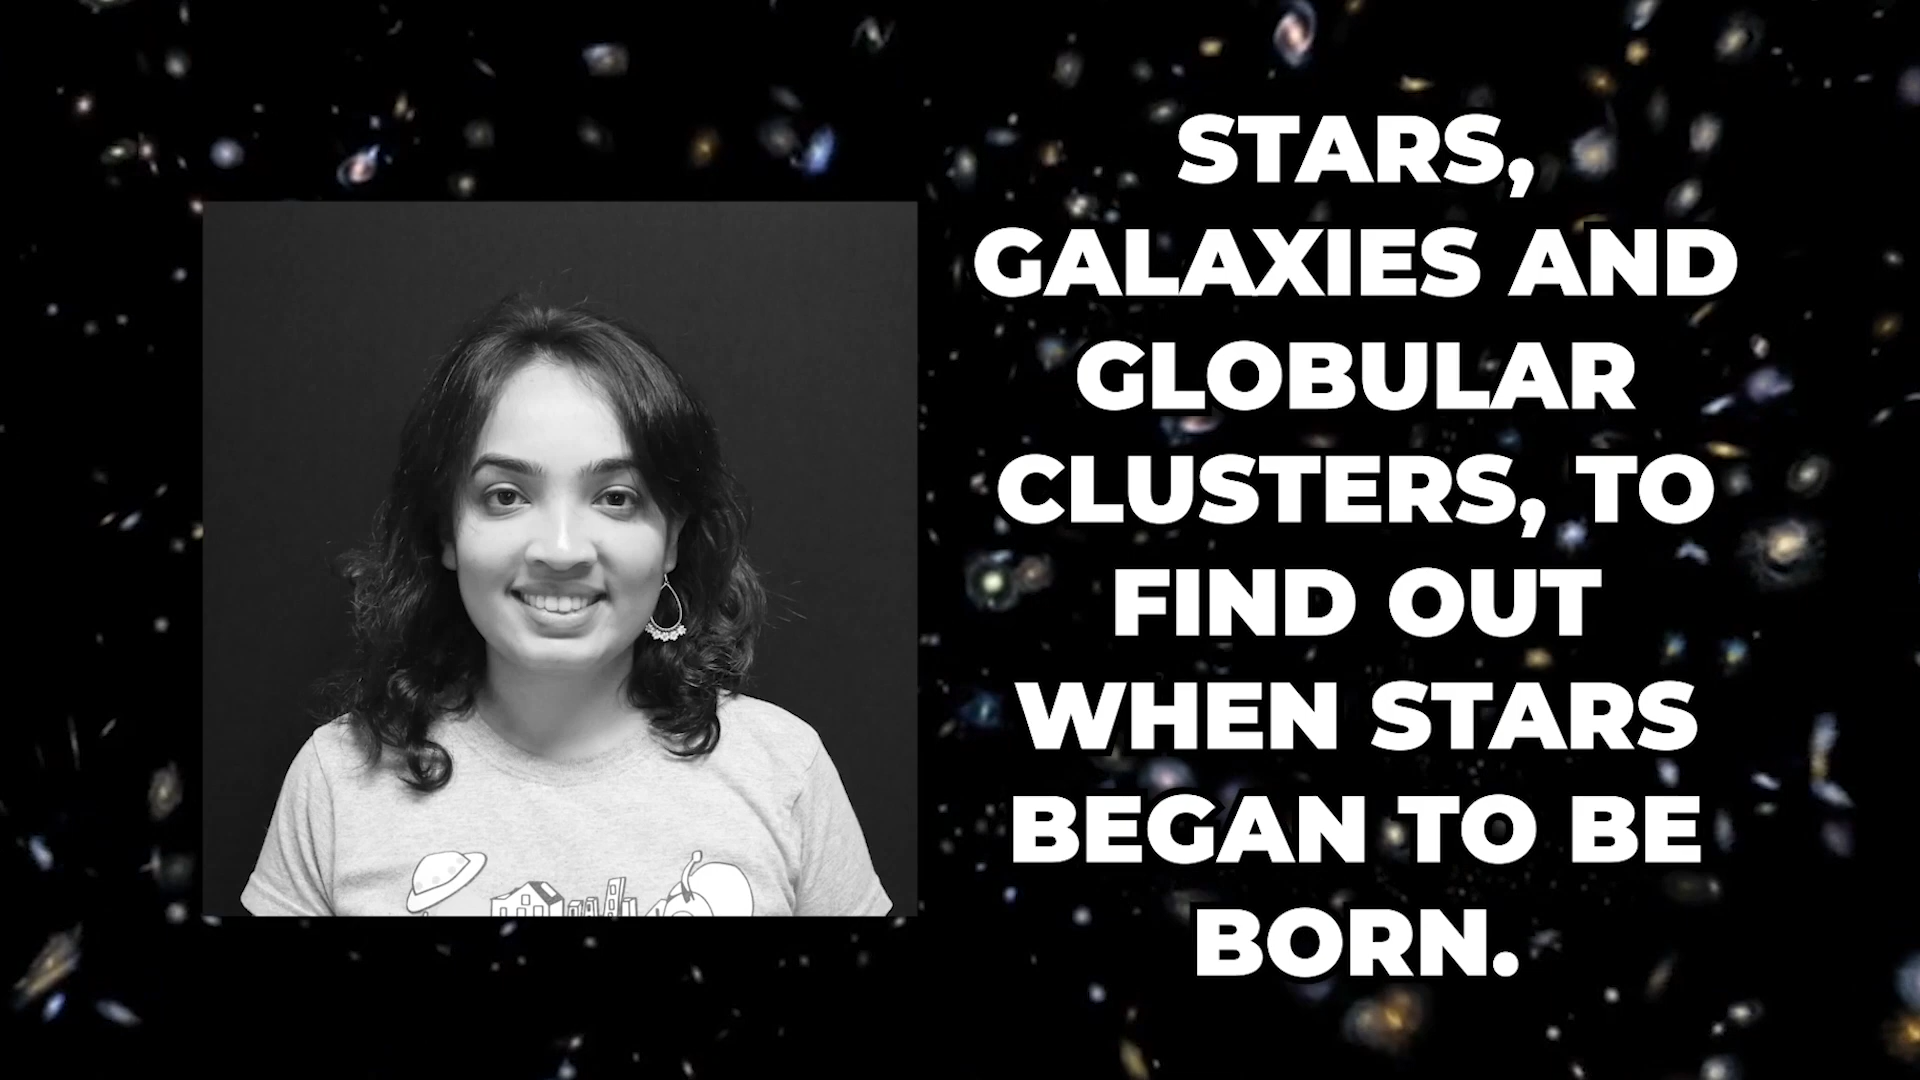 STARS,
GALAXIES AND
GLOBULAR
CLUSTERS, TO
FIND OUT
WHEN STARS
BEGAN TO BE
BORN.